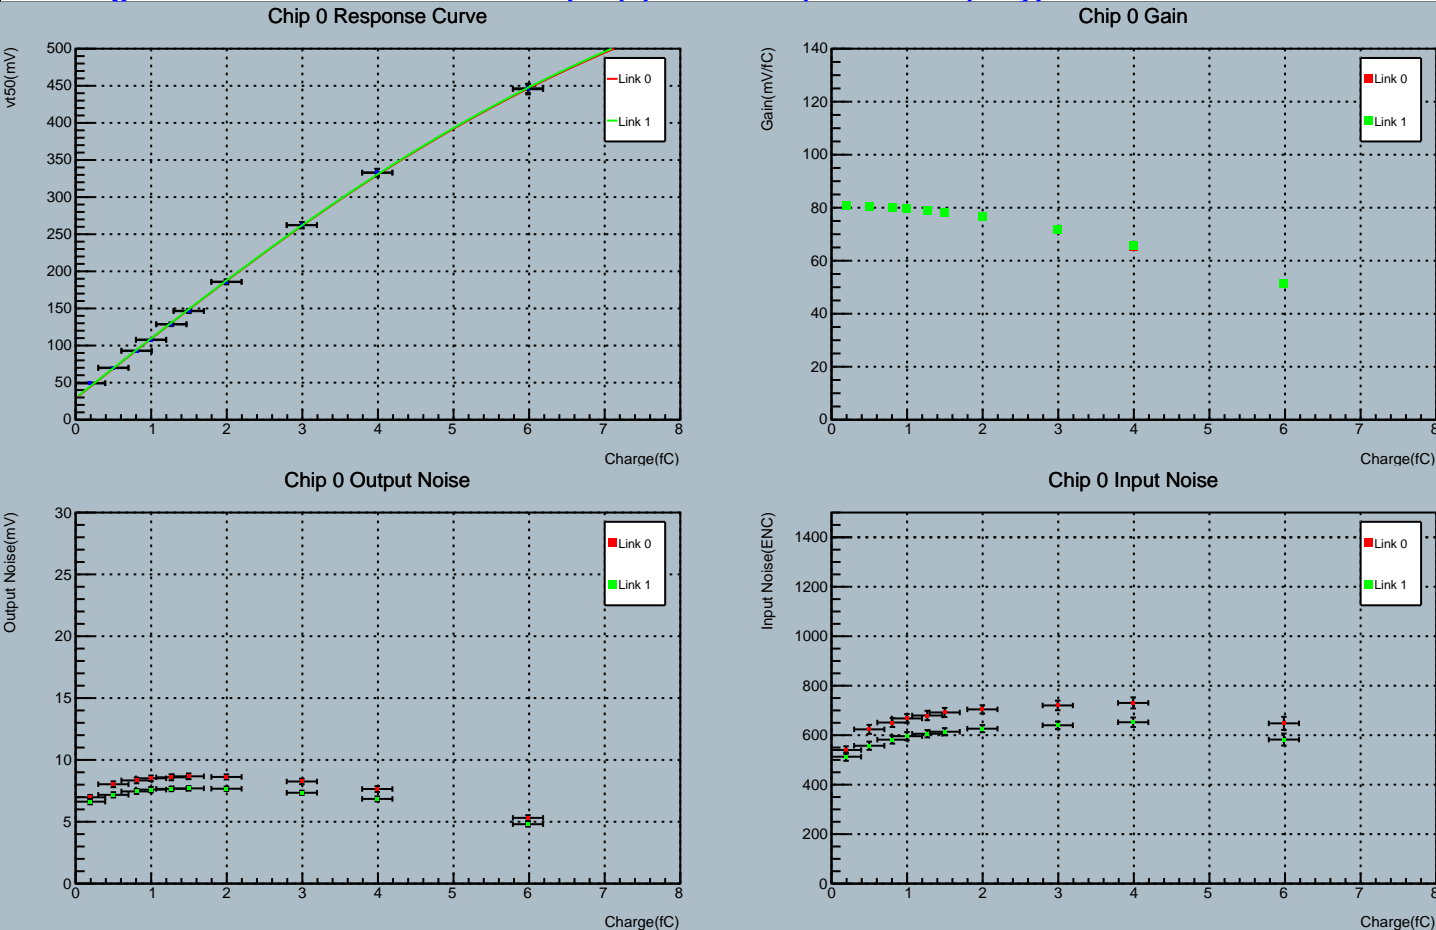 Chip 0 Response Curve
vt50(mV)
500
450
400
350
300
250
200
150
100
50
0
0 1 2 3 4 5 6 7 8
Charge(fC)
Link 0
Link 1
Chip 0 Gain
Gain(mV/fC)
140
120
100
80
60
40
20
0
0 1 2 3 4 5 6 7 8
Charge(fC)
Link 0
Link 1
Chip 0 Output Noise
Output Noise(mV)
30
25
20
15
10
5
0
0 1 2 3 4 5 6 7 8
Charge(fC)
Link 0
Link 1
Chip 0 Input Noise
Input Noise(ENC)
1400
1200
1000
800
600
400
200
0
0 1 2 3 4 5 6 7 8
Charge(fC)
Link 0
Link 1